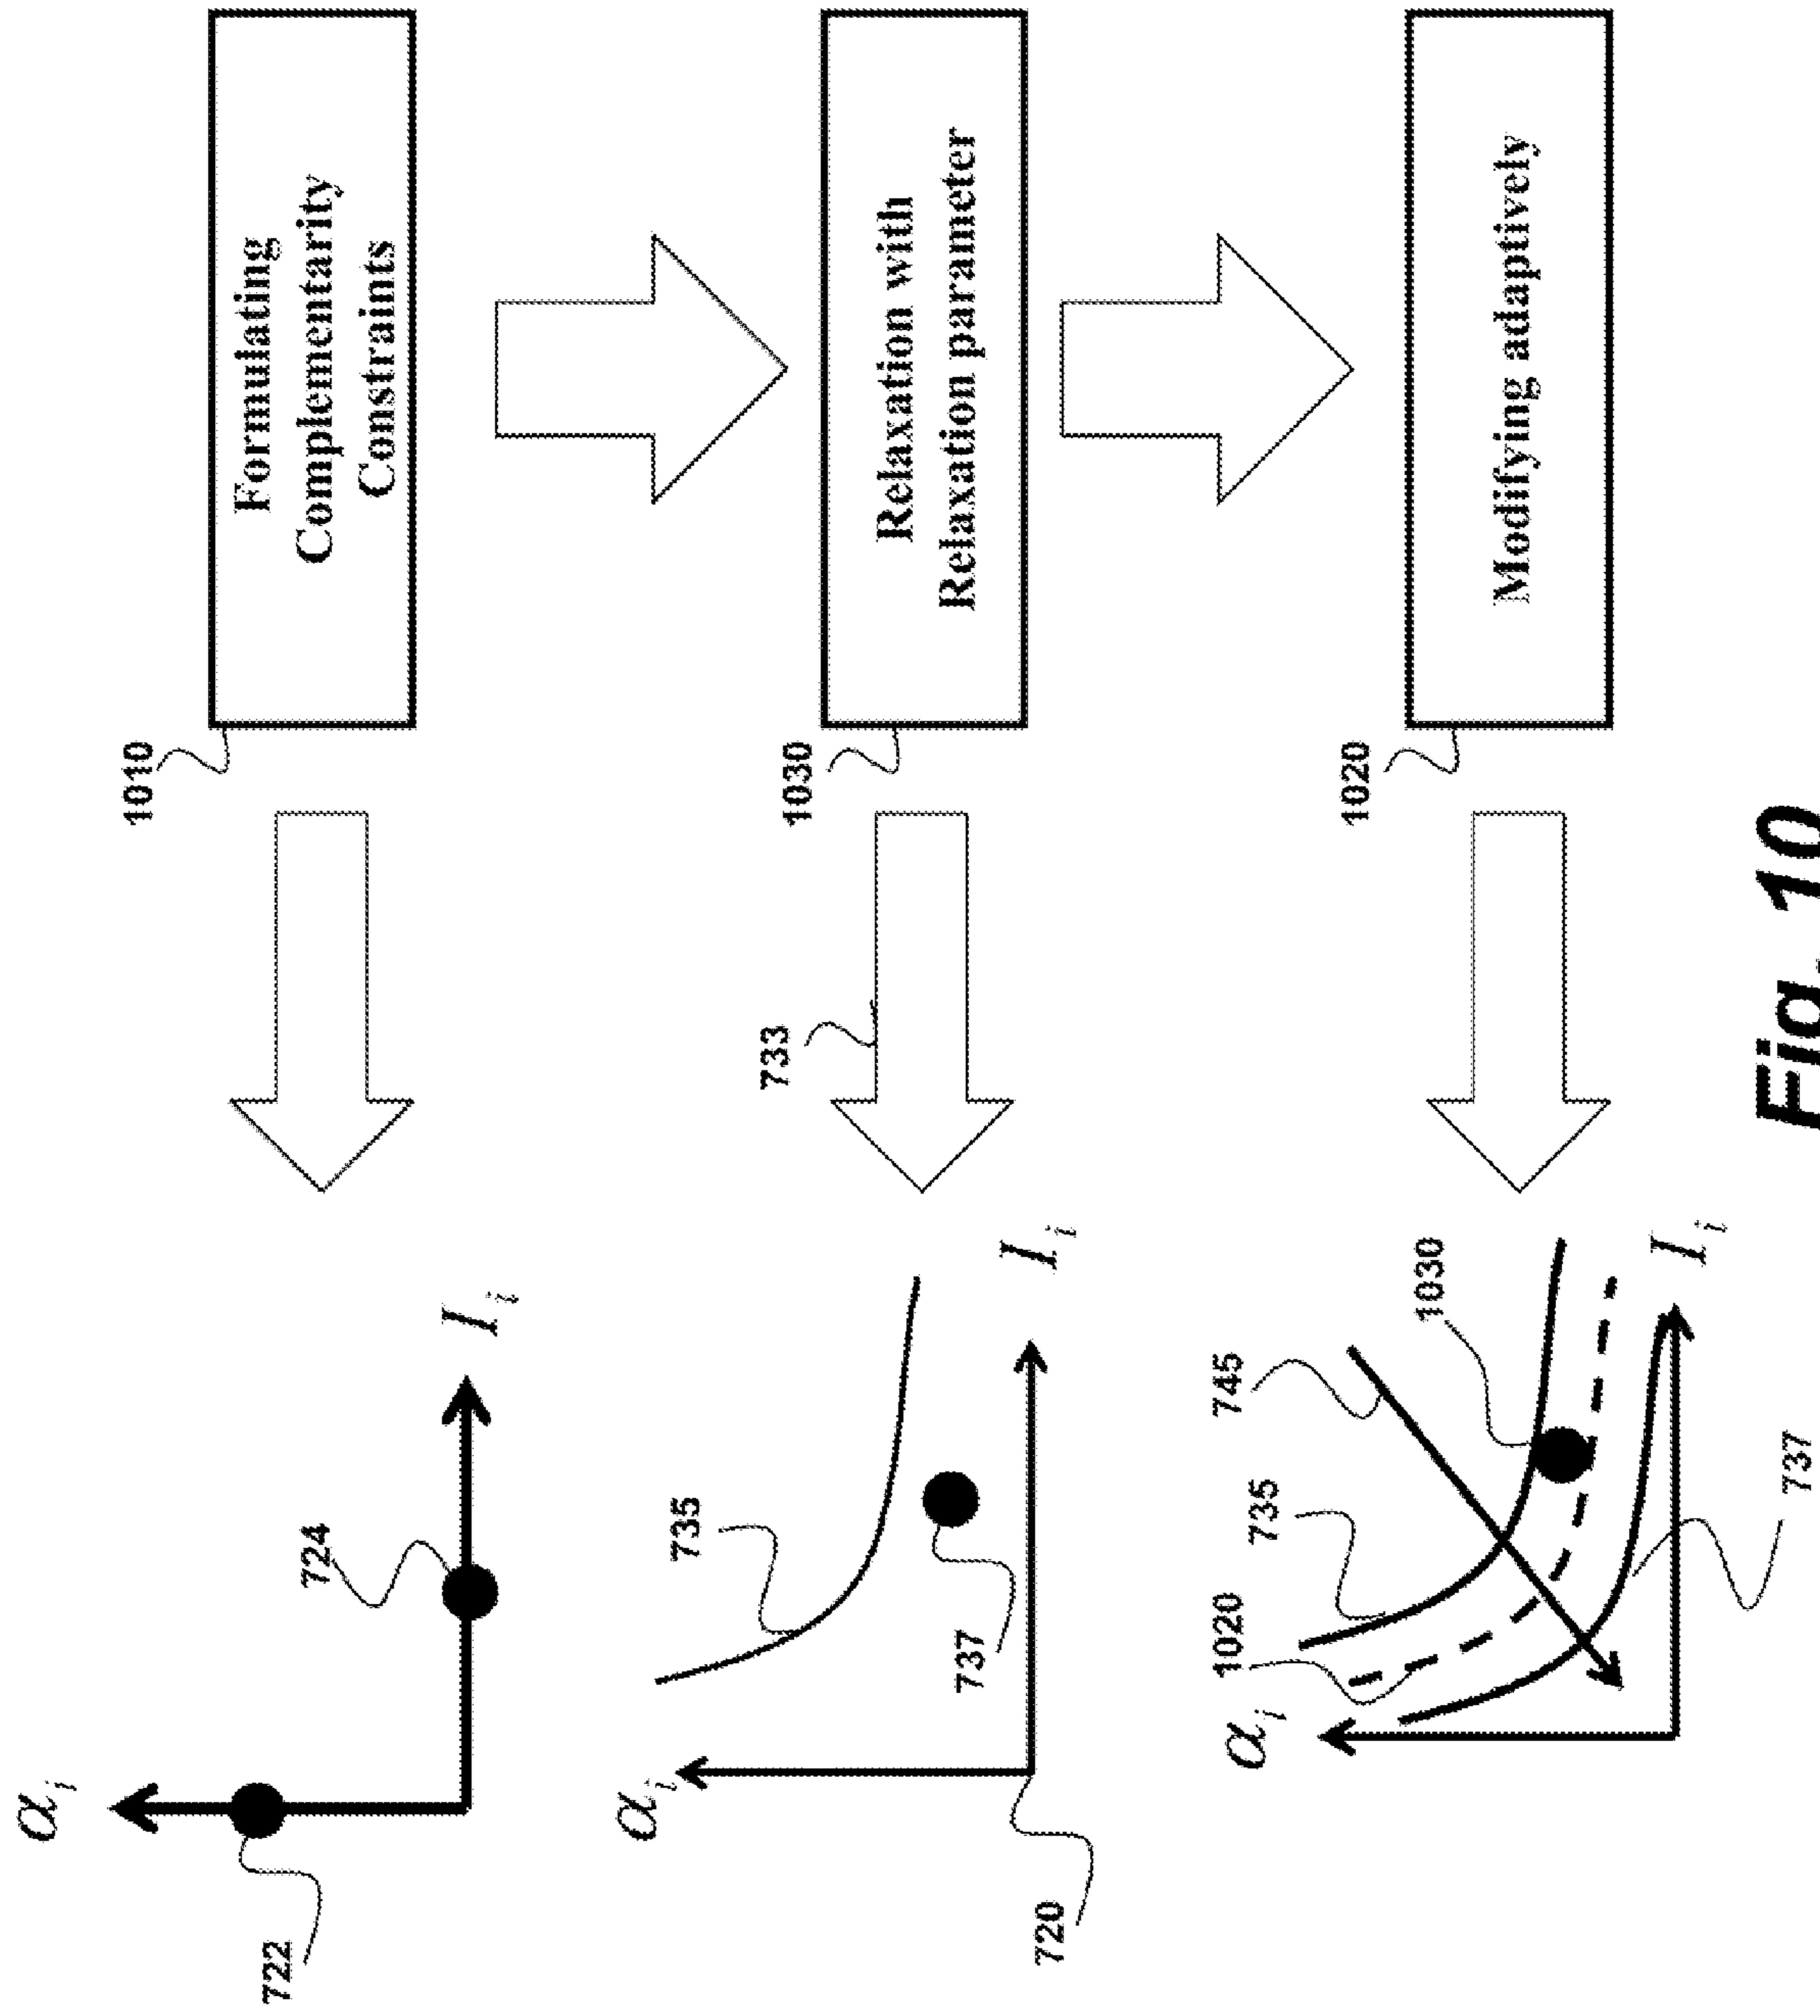 Formulating
Complementarity
Constraints
1010
α i
I i
722
724
Relaxation with
Relaxation parameter
1030
733
α i
I i
735
737
720
Modifying adaptively
1020
α i
I i
1020
735
745
1030
737
Fig. 10